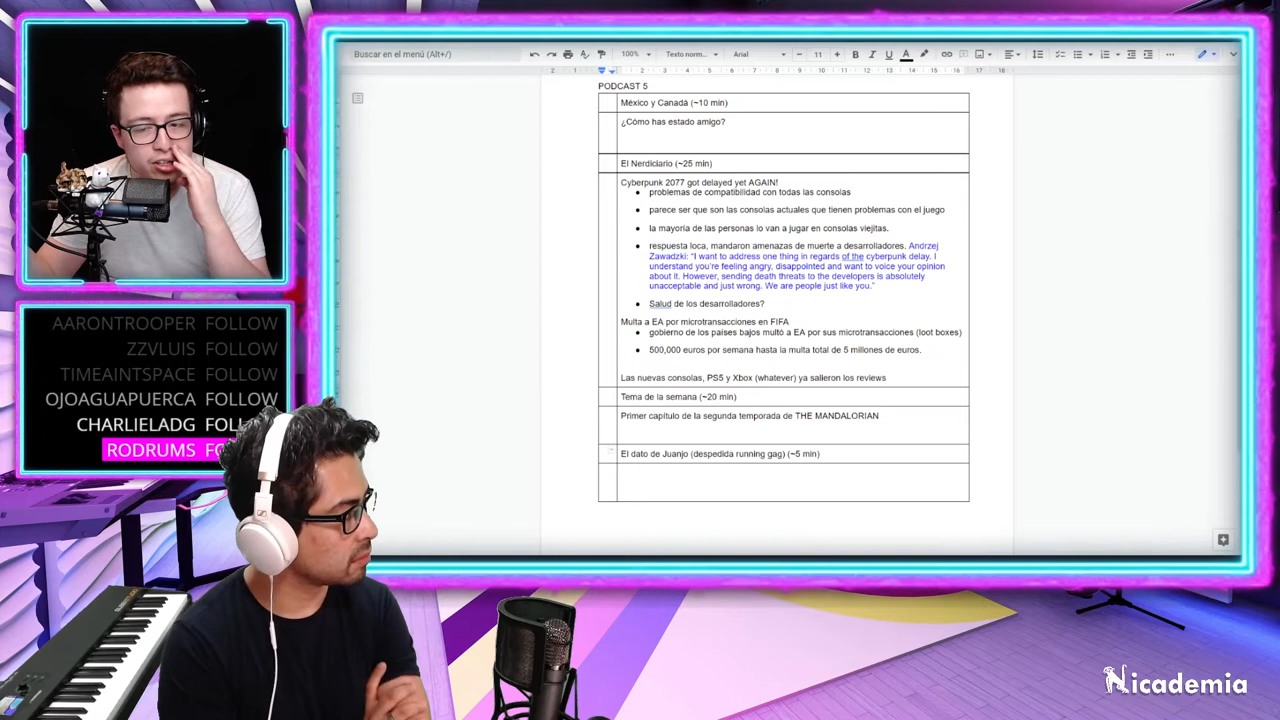 Buscar en el menú (Alt+/)
100%
Texto norm...
Arial
11
PODCAST 5
México y Canadá (~10 min)
¿Cómo has estado amigo?
El Nerdiciario (~25 min)
Cyberpunk 2077 got delayed yet AGAIN!
problemas de compatibilidad con todas las consolas
parece ser que son las consolas actuales que tienen problemas con el juego
la mayoría de las personas lo van a jugar en consolas viejitas.
respuesta loca, mandaron amenazas de muerte a desarrolladores. Andrzej
Zawadzki: “I want to address one thing in regards of the cyberpunk delay. I
understand you're feeling angry, disappointed and want to voice your opinion
about it. However, sending death threats to the developers is absolutely
unacceptable and just wrong. We are people just like you.”
Salud de los desarrolladores?
Multa a EA por microtransacciones en FIFA
gobierno de los países bajos multó a EA por sus microtransacciones (loot boxes)
500,000 euros por semana hasta la multa total de 5 millones de euros.
Las nuevas consolas, PS5 y Xbox (whatever) ya salieron los reviews
Tema de la semana (~20 min)
Primer capítulo de la segunda temporada de THE MANDALORIAN
El dato de Juanjo (despedida running gag) (~5 min)
AARONTROOPER FOLLOW
ZZVLUIS FOLLOW
TIMEAINTSPACE FOLLOW
OJOAGUAPUERCA FOLLOW
CHARLIELADG FOLL
RODRUMS FO
Nicademia